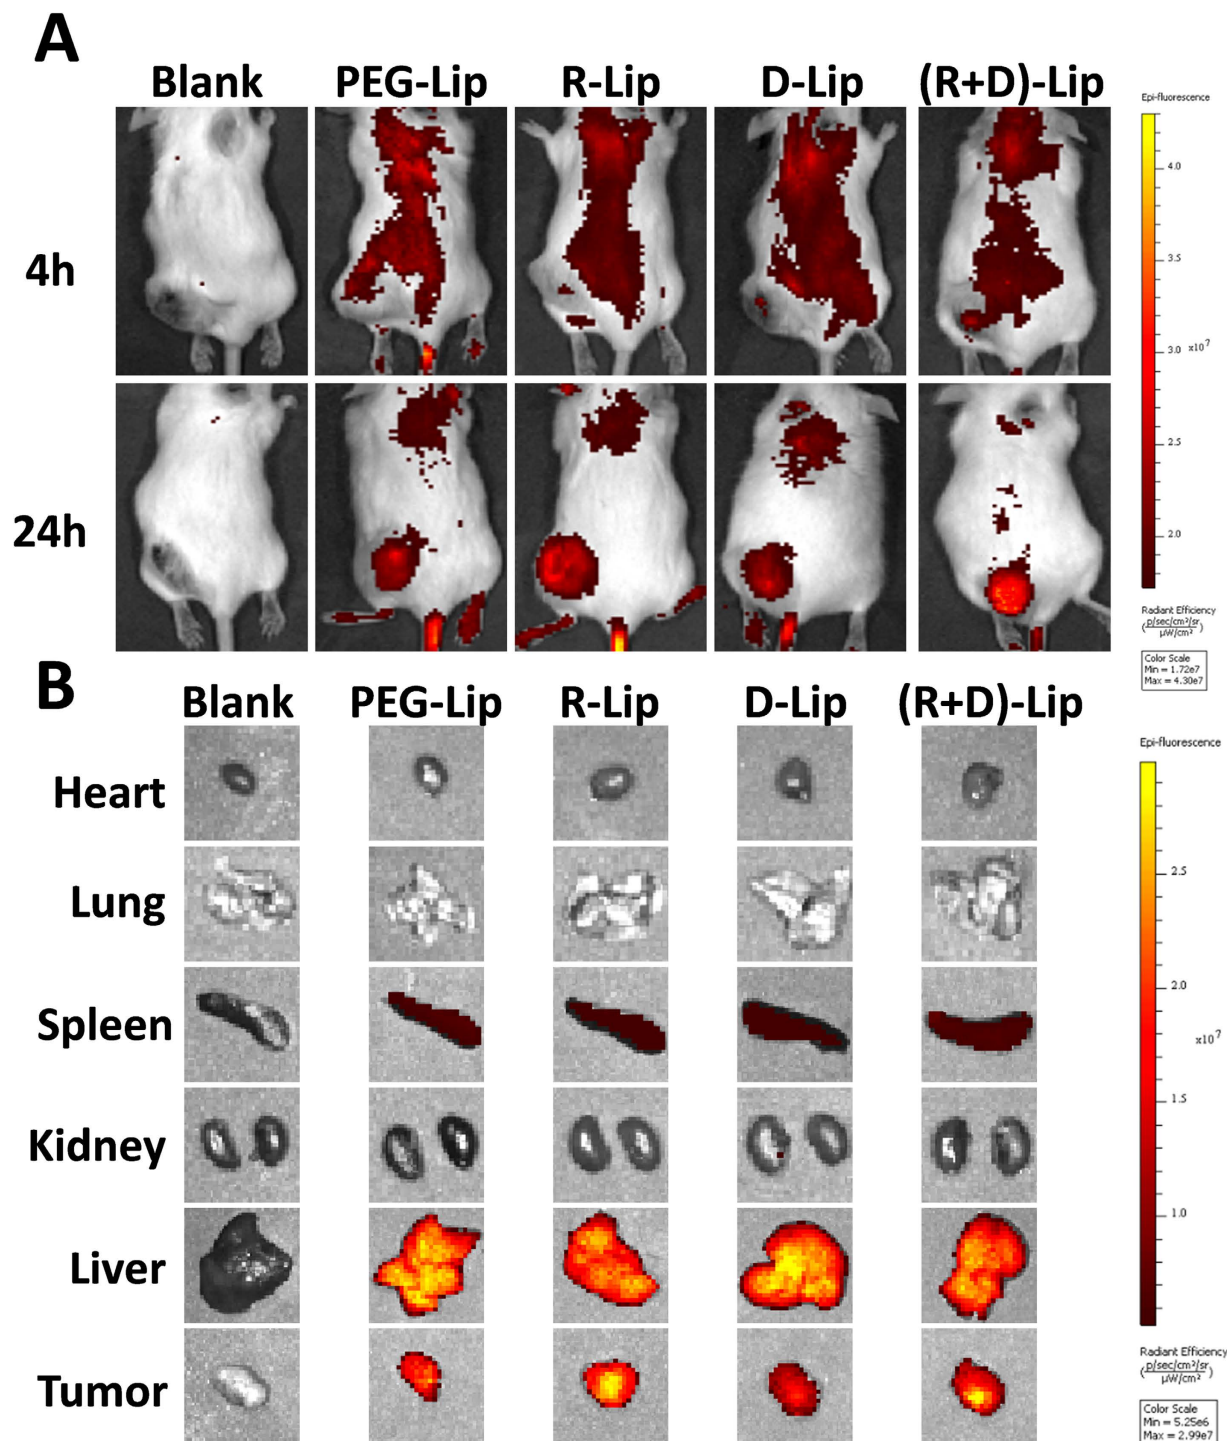 A
Blank PEG-Lip R-Lip D-Lip (R+D)-Lip
Epi-fluorescence
4.0
3.5
4h
3.0 x10⁷
2.5
24h
2.0
Radiant Efficiency
(p/sec/cm²/sr / µW/cm²)
Color Scale
Min = 1.72e7
Max = 4.30e7
B
Blank PEG-Lip R-Lip D-Lip (R+D)-Lip
Epi-fluorescence
Heart
2.5
Lung
2.0
Spleen
x10⁷
1.5
Kidney
1.0
Liver
Radiant Efficiency
(p/sec/cm²/sr / µW/cm²)
Tumor
Color Scale
Min = 5.25e6
Max = 2.99e7